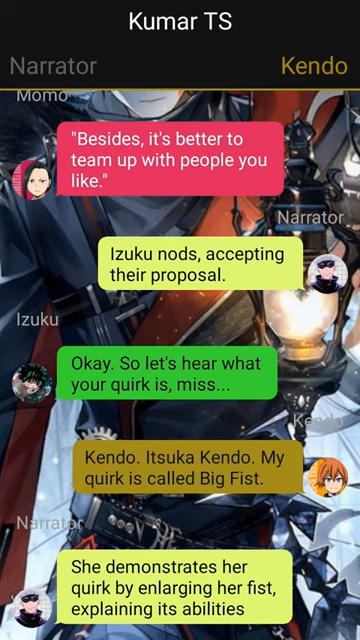 Kumar TS
Narrator
Kendo
Momo
"Besides, it's better to
team up with people you
like."
Narrator
Izuku nods, accepting
their proposal.
Izuku
Okay. So let's hear what
your quirk is, miss...
Kendo
Kendo. Itsuka Kendo. My
quirk is called Big Fist.
Narrator
She demonstrates her
quirk by enlarging her fist,
explaining its abilities